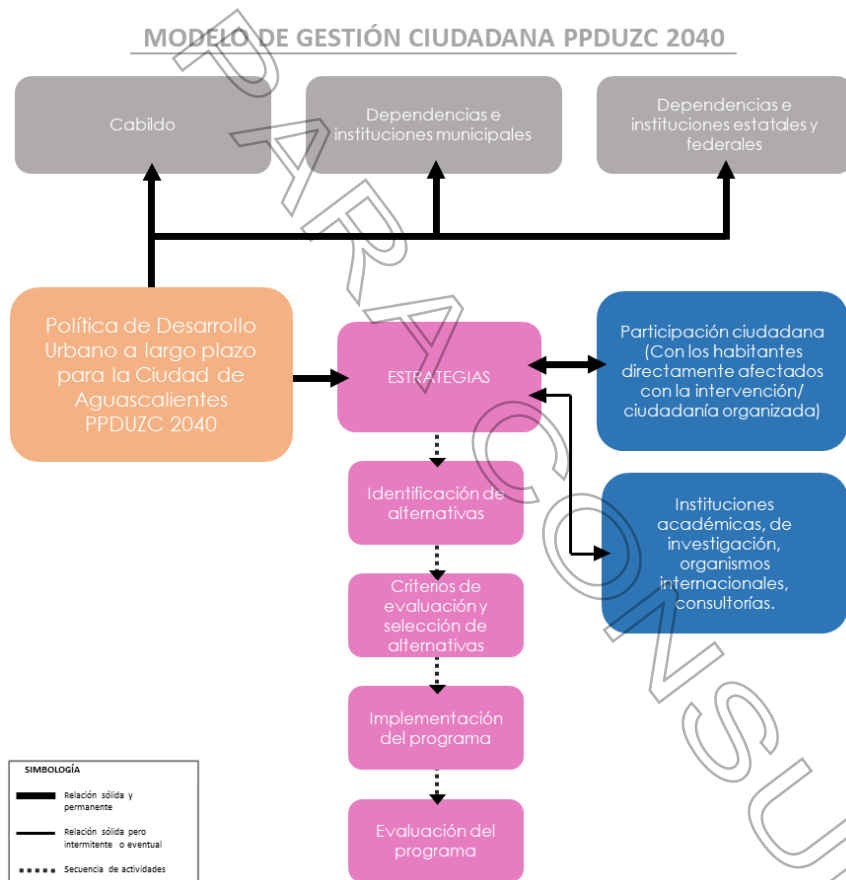 MODELO DE GESTIÓN CIUDADANA PPDUZC 2040
Cabildo
Dependencias e
instituciones municipales
Dependencias e
instituciones estatales y
federales
Política de Desarrollo
Urbano a largo plazo
para la Ciudad de
Aguascalientes
PPDUZC 2040
ESTRATEGIAS
Participación ciudadana
(Con los habitantes
directamente afectados
con la intervención/
ciudadanía organizada)
Identificación de
alternativas
Instituciones
académicas, de
investigación,
organismos
internacionales,
consultorías.
Criterios de
evaluación y
selección de
alternativas
Implementación
del programa
Evaluación del
programa
SIMBOLOGÍA
Relación sólida y
permanente
Relación sólida pero
intermitente o eventual
Secuencia de actividades
PARA CONSU